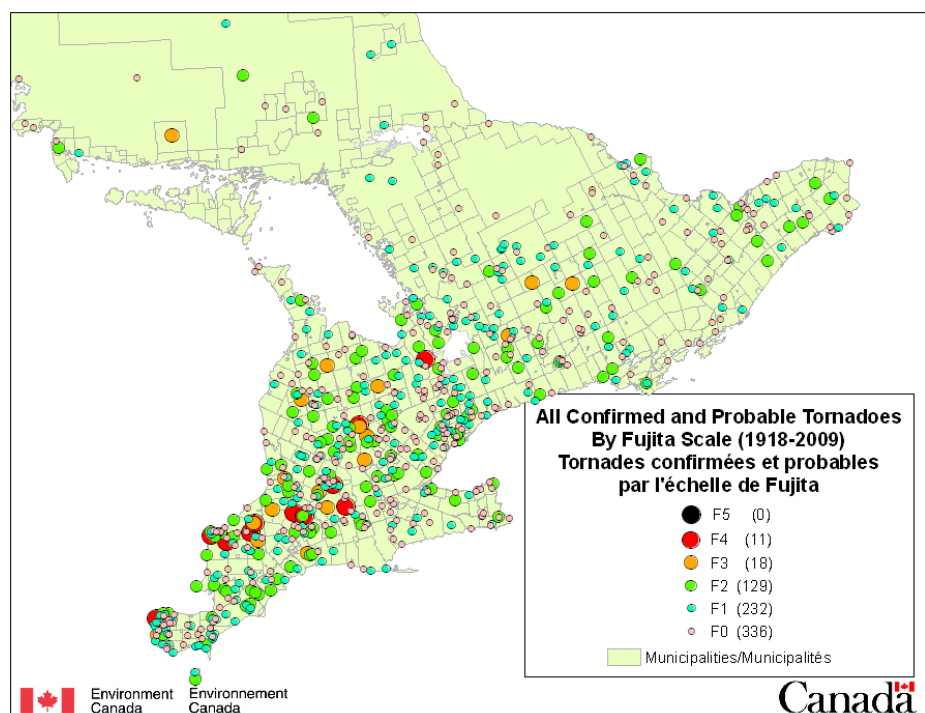 All Confirmed and Probable Tornadoes
By Fujita Scale (1918-2009)
Tornades confirmées et probables
par l'échelle de Fujita
F5 (0)
F4 (11)
F3 (18)
F2 (129)
F1 (232)
F0 (336)
Municipalities/Municipalités
Environment Canada
Environnement Canada
Canada